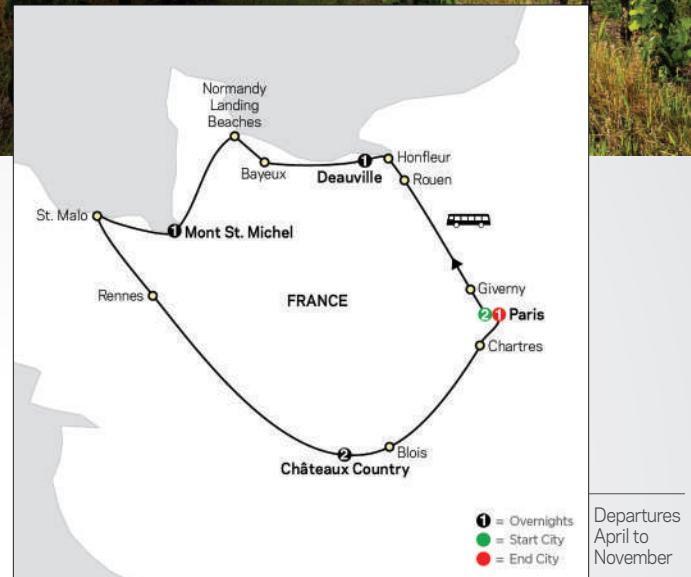 Normandy
Landing
Beaches
Bayeux
1
Deauville
Honfleur
Rouen
St. Malo
1 Mont St. Michel
Rennes
FRANCE
Giverny
2 1 Paris
Chartres
2
Châteaux Country
Blois
1 = Overnights
= Start City
= End City
Departures
April to
November